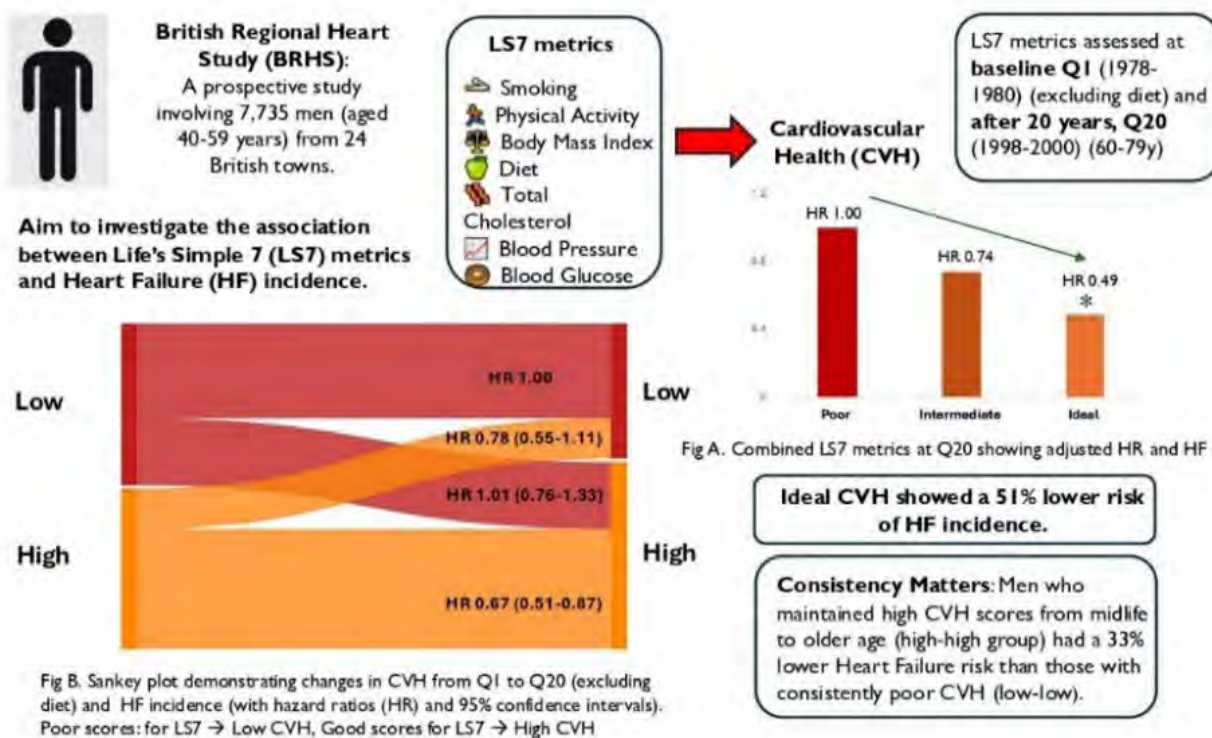 British Regional Heart
Study (BRHS):
A prospective study
involving 7,735 men (aged
40-59 years) from 24
British towns.
Aim to investigate the association
between Life's Simple 7 (LS7) metrics
and Heart Failure (HF) incidence.
LS7 metrics
Smoking
Physical Activity
Body Mass Index
Diet
Total
Cholesterol
Blood Pressure
Blood Glucose
Cardiovascular
Health (CVH)
LS7 metrics assessed at
baseline Q1 (1978-
1980) (excluding diet) and
after 20 years, Q20
(1998-2000) (60-79y)
HR 1.00
HR 0.74
HR 0.49
*
Poor
Intermediate
Ideal
Fig A. Combined LS7 metrics at Q20 showing adjusted HR and HF
Low
High
HR 1.00
HR 0.78 (0.55-1.11)
HR 1.01 (0.76-1.33)
HR 0.67 (0.51-0.87)
Low
High
Fig B. Sankey plot demonstrating changes in CVH from Q1 to Q20 (excluding
diet) and HF incidence (with hazard ratios (HR) and 95% confidence intervals).
Poor scores: for LS7 → Low CVH, Good scores for LS7 → High CVH
Ideal CVH showed a 51% lower risk
of HF incidence.
Consistency Matters: Men who
maintained high CVH scores from midlife
to older age (high-high group) had a 33%
lower Heart Failure risk than those with
consistently poor CVH (low-low).